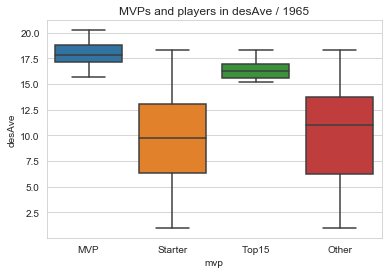 MVPs and players in desAve / 1965
desAve
20.0
17.5
15.0
12.5
10.0
7.5
5.0
2.5
MVP Starter Top15 Other
mvp